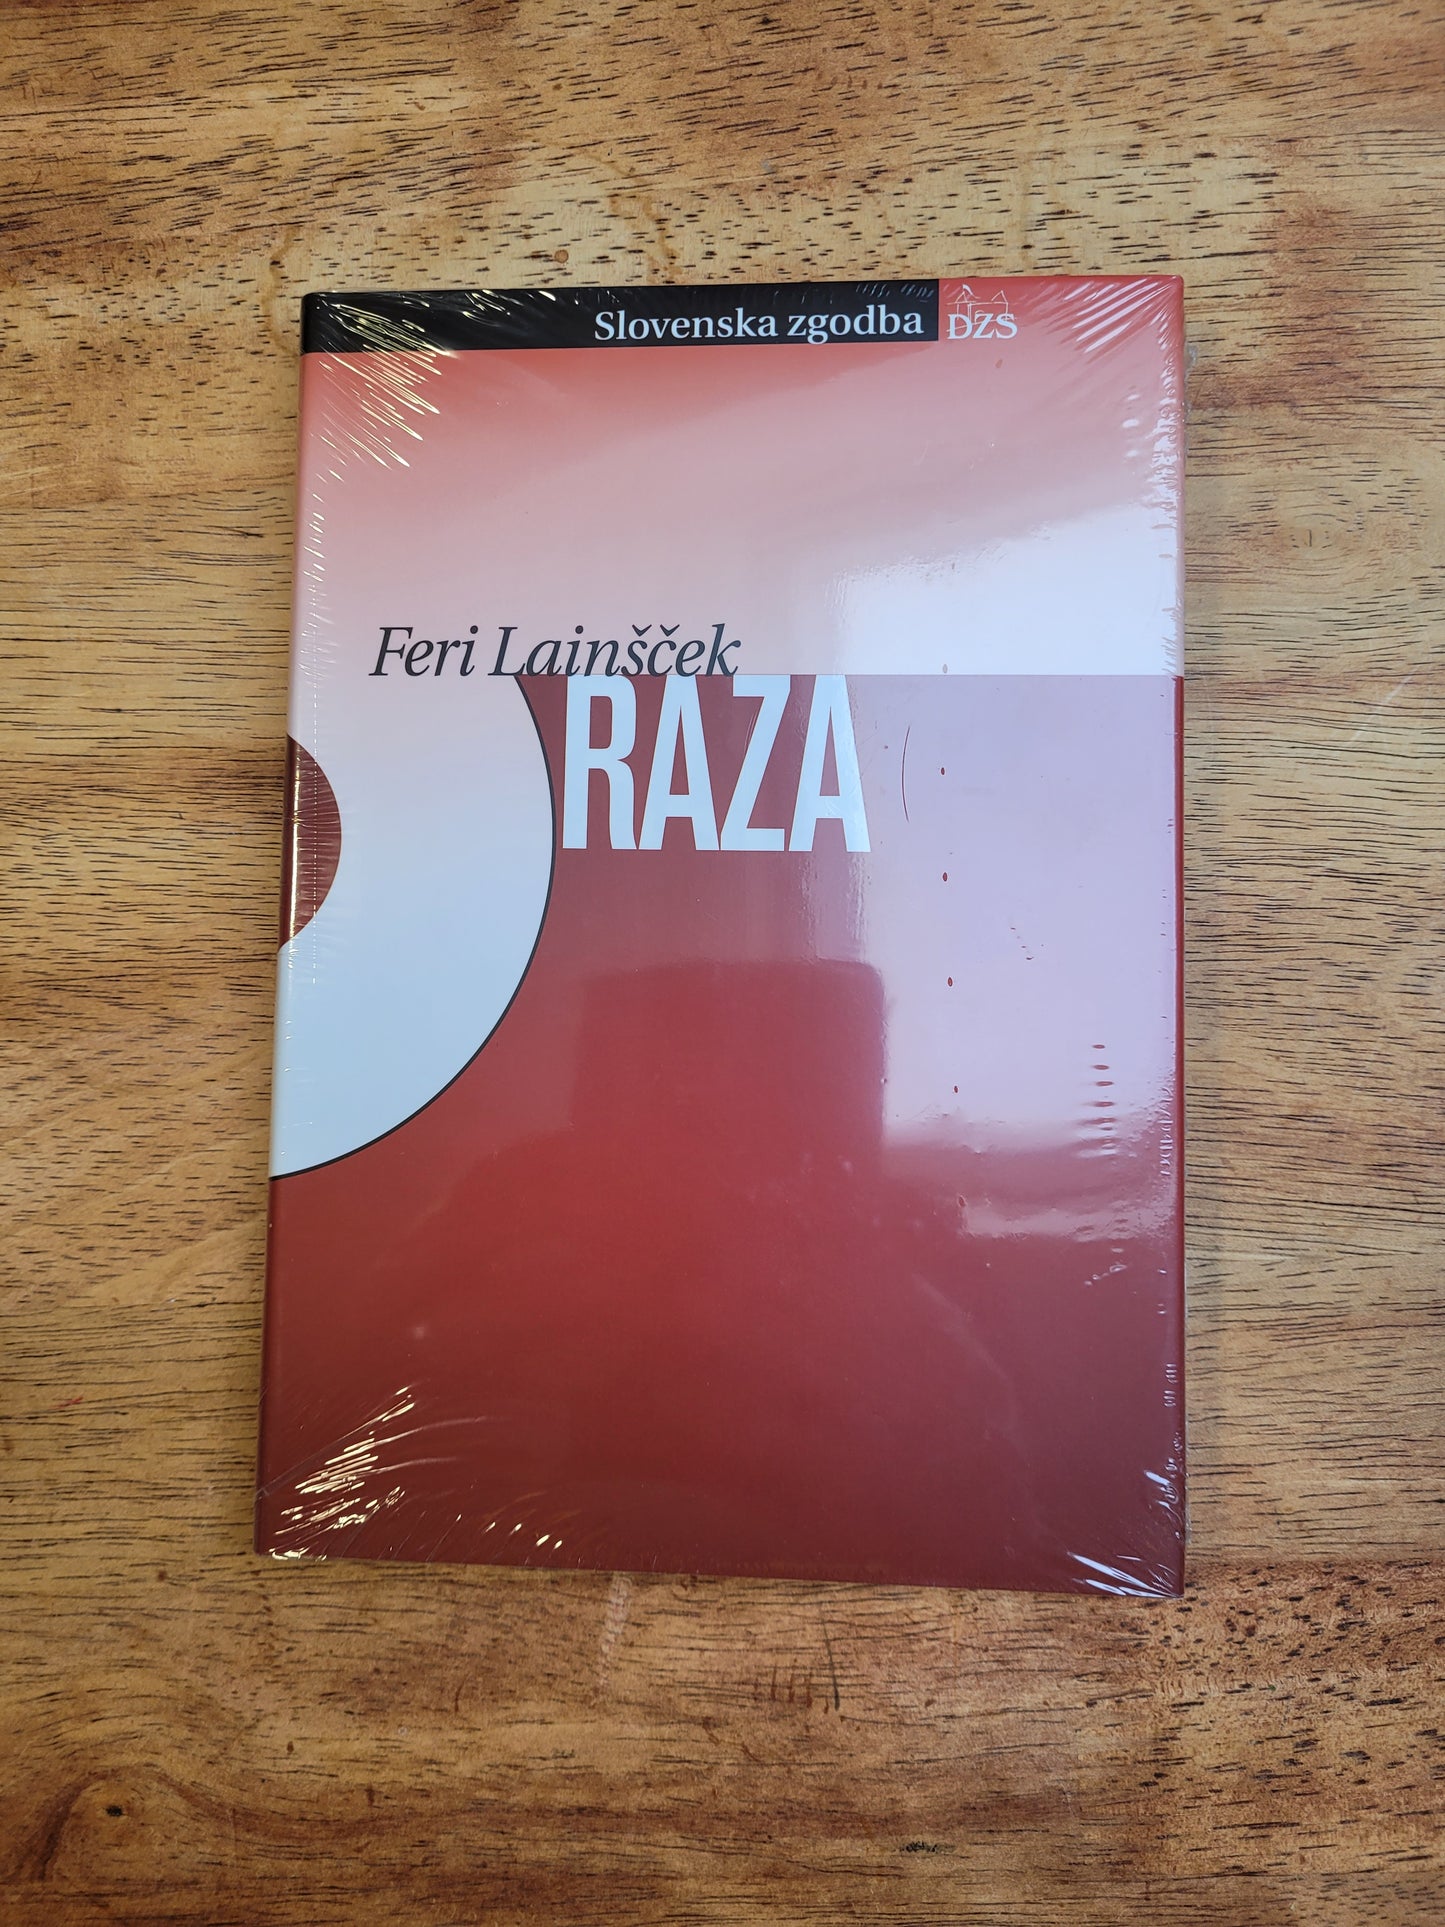 Slovenska zgodba
DZS
Feri Lainšček
RAZA